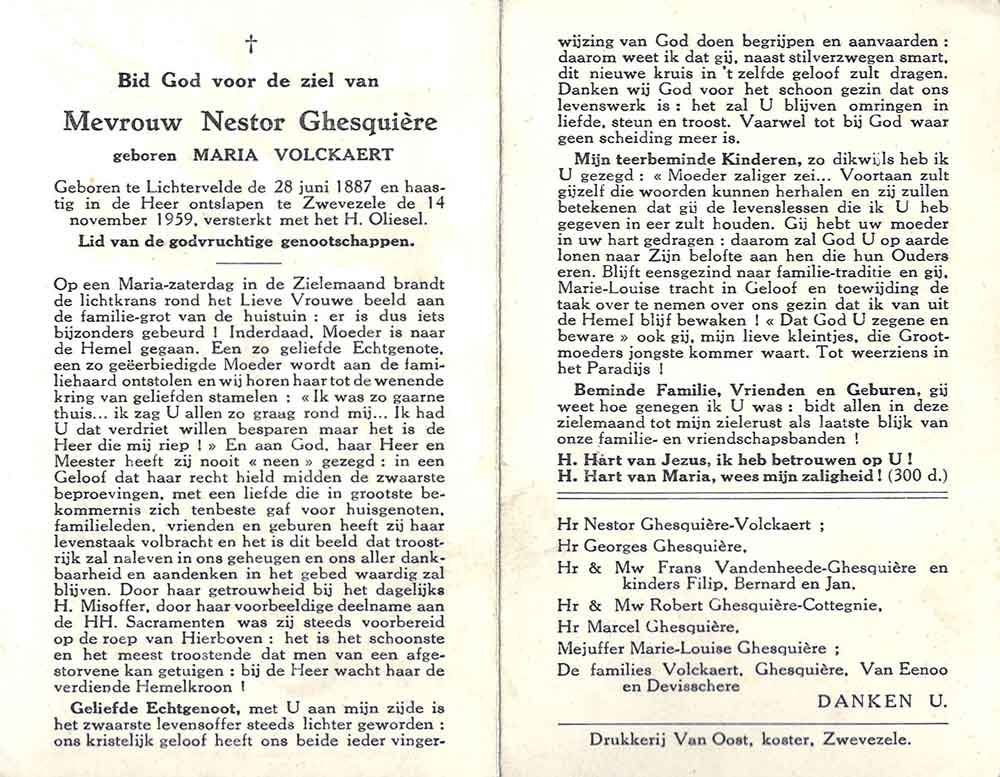 †
Bid God voor de ziel van
Mevrouw Nestor Ghesquière
geboren MARIA VOLCKAERT
Geboren te Lichtervelde de 28 juni 1887 en haas-
tig in de Heer ontslapen te Zwevezele de 14
november 1959, versterkt met het H. Oliesel.
Lid van de godvruchtige genootschappen.
Op een Maria-zaterdag in de Zielemaand brandt
de lichtkrans rond het Lieve Vrouwe beeld aan
de familie-grot van de huistuin : er is dus iets
bijzonders gebeurd ! Inderdaad, Moeder is naar
de Hemel gegaan. Een zo geliefde Echtgenote,
een zo geëerbiedigde Moeder wordt aan de fami-
liehaard ontstolen en wij horen haar tot de wenende
kring van geliefden stamelen : « Ik was zo gaarne
thuis... ik zag U allen zo graag rond mij... Ik had
U dat verdriet willen besparen maar het is de
Heer die mij riep ! » En aan God, haar Heer en
Meester heeft zij nooit « neen » gezegd : in een
Geloof dat haar recht hield midden de zwaarste
beproevingen, met een liefde die in grootste be-
kommernis zich tenbeste gaf voor huisgenoten,
familieleden, vrienden en geburen heeft zij haar
levenstaak volbracht en het is dit beeld dat troost-
rijk zal naleven in ons geheugen en ons aller dank-
baarheid en aandenken in het gebed waardig zal
blijven. Door haar getrouwheid bij het dagelijks
H. Misoffer, door haar voorbeeldige deelname aan
de HH. Sacramenten was zij steeds voorbereid
op de roep van Hierboven : het is het schoonste
en het meest troostende dat men van een afge-
storvene kan getuigen : bij de Heer wacht haar de
verdiende Hemelkroon !
Geliefde Echtgenoot, met U aan mijn zijde is
het zwaarste levensoffer steeds lichter geworden :
ons kristelijk geloof heeft ons beide ieder vinger-
wijzing van God doen begrijpen en aanvaarden :
daarom weet ik dat gij, naast stilverzwegen smart,
dit nieuwe kruis in 't zelfde geloof zult dragen.
Danken wij God voor het schoon gezin dat ons
levenswerk is : het zal U blijven omringen in
liefde, steun en troost. Vaarwel tot bij God waar
geen scheiding meer is.
Mijn teerbeminde Kinderen, zo dikwijls heb ik
U gezegd : « Moeder zaliger zei... Voortaan zult
gijzelf die woorden kunnen herhalen en zij zullen
betekenen dat gij de levenslessen die ik U heb
gegeven in eer zult houden. Gij hebt uw moeder
in uw hart gedragen : daarom zal God U op aarde
lonen naar Zijn belofte aan hen die hun Ouders
eren. Blijft eensgezind naar familie-traditie en gij,
Marie-Louise tracht in Geloof en toewijding de
taak over te nemen over ons gezin dat ik van uit
de Hemel blijf bewaken ! « Dat God U zegene en
beware » ook gij, mijn lieve kleintjes, die Groot-
moeders jongste kommer waart. Tot weerziens in
het Paradijs !
Beminde Familie, Vrienden en Geburen, gij
weet hoe genegen ik U was : bidt allen in deze
zielemaand tot mijn zielerust als laatste blijk van
onze familie- en vriendschapsbanden !
H. Hart van Jezus, ik heb betrouwen op U !
H. Hart van Maria, wees mijn zaligheid ! (300 d.)
Hr Nestor Ghesquière-Volckaert ;
Hr Georges Ghesquière,
Hr & Mw Frans Vandenheede-Ghesquière en
kinders Filip, Bernard en Jan,
Hr & Mw Robert Ghesquière-Cottegnie,
Hr Marcel Ghesquière,
Mejuffer Marie-Louise Ghesquière ;
De families Volckaert, Ghesquière, Van Eenoo
en Devisschere
DANKEN U.
Drukkerij Van Oost, koster, Zwevezele.